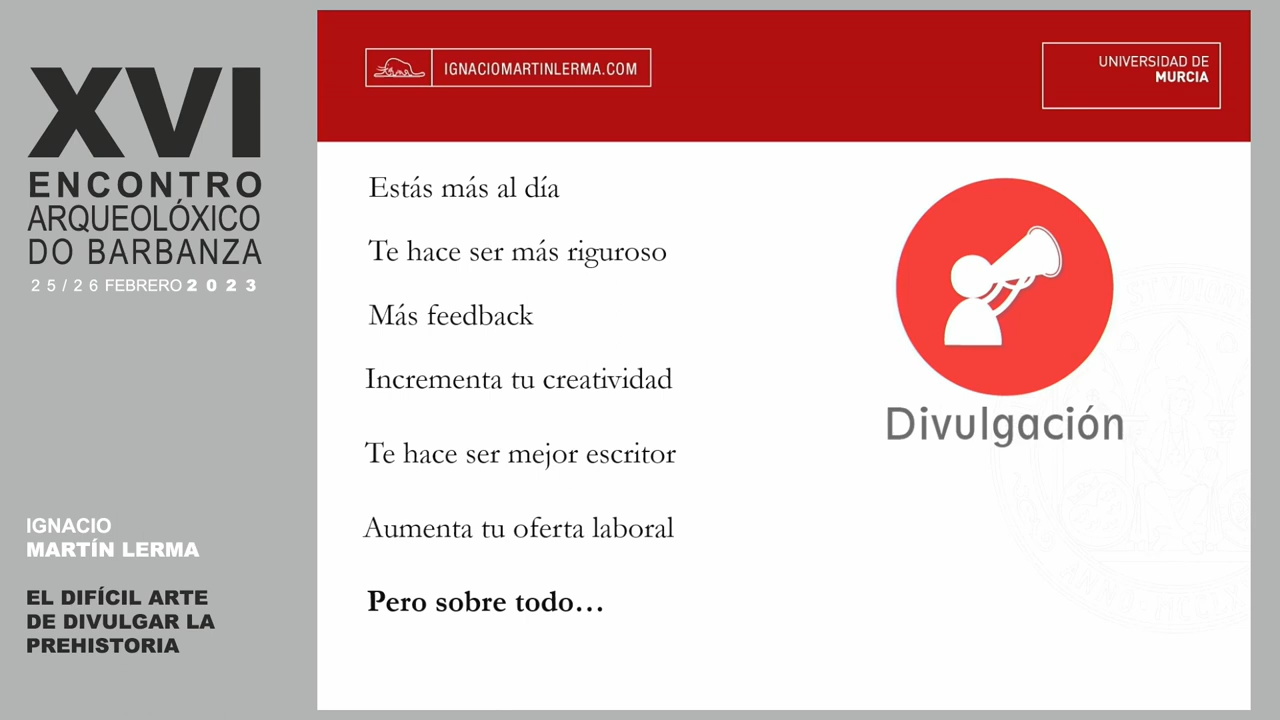 XVI
ENCONTRO
ARQUEOLÓXICO
DO BARBANZA
25/26 FEBRERO 2023
IGNACIO
MARTÍN LERMA
EL DIFÍCIL ARTE
DE DIVULGAR LA
PREHISTORIA
IGNACIOMARTINLERMA.COM
UNIVERSIDAD DE
MURCIA
Estás más al día
Te hace ser más riguroso
Más feedback
Incrementa tu creatividad
Te hace ser mejor escritor
Aumenta tu oferta laboral
Pero sobre todo…
Divulgación